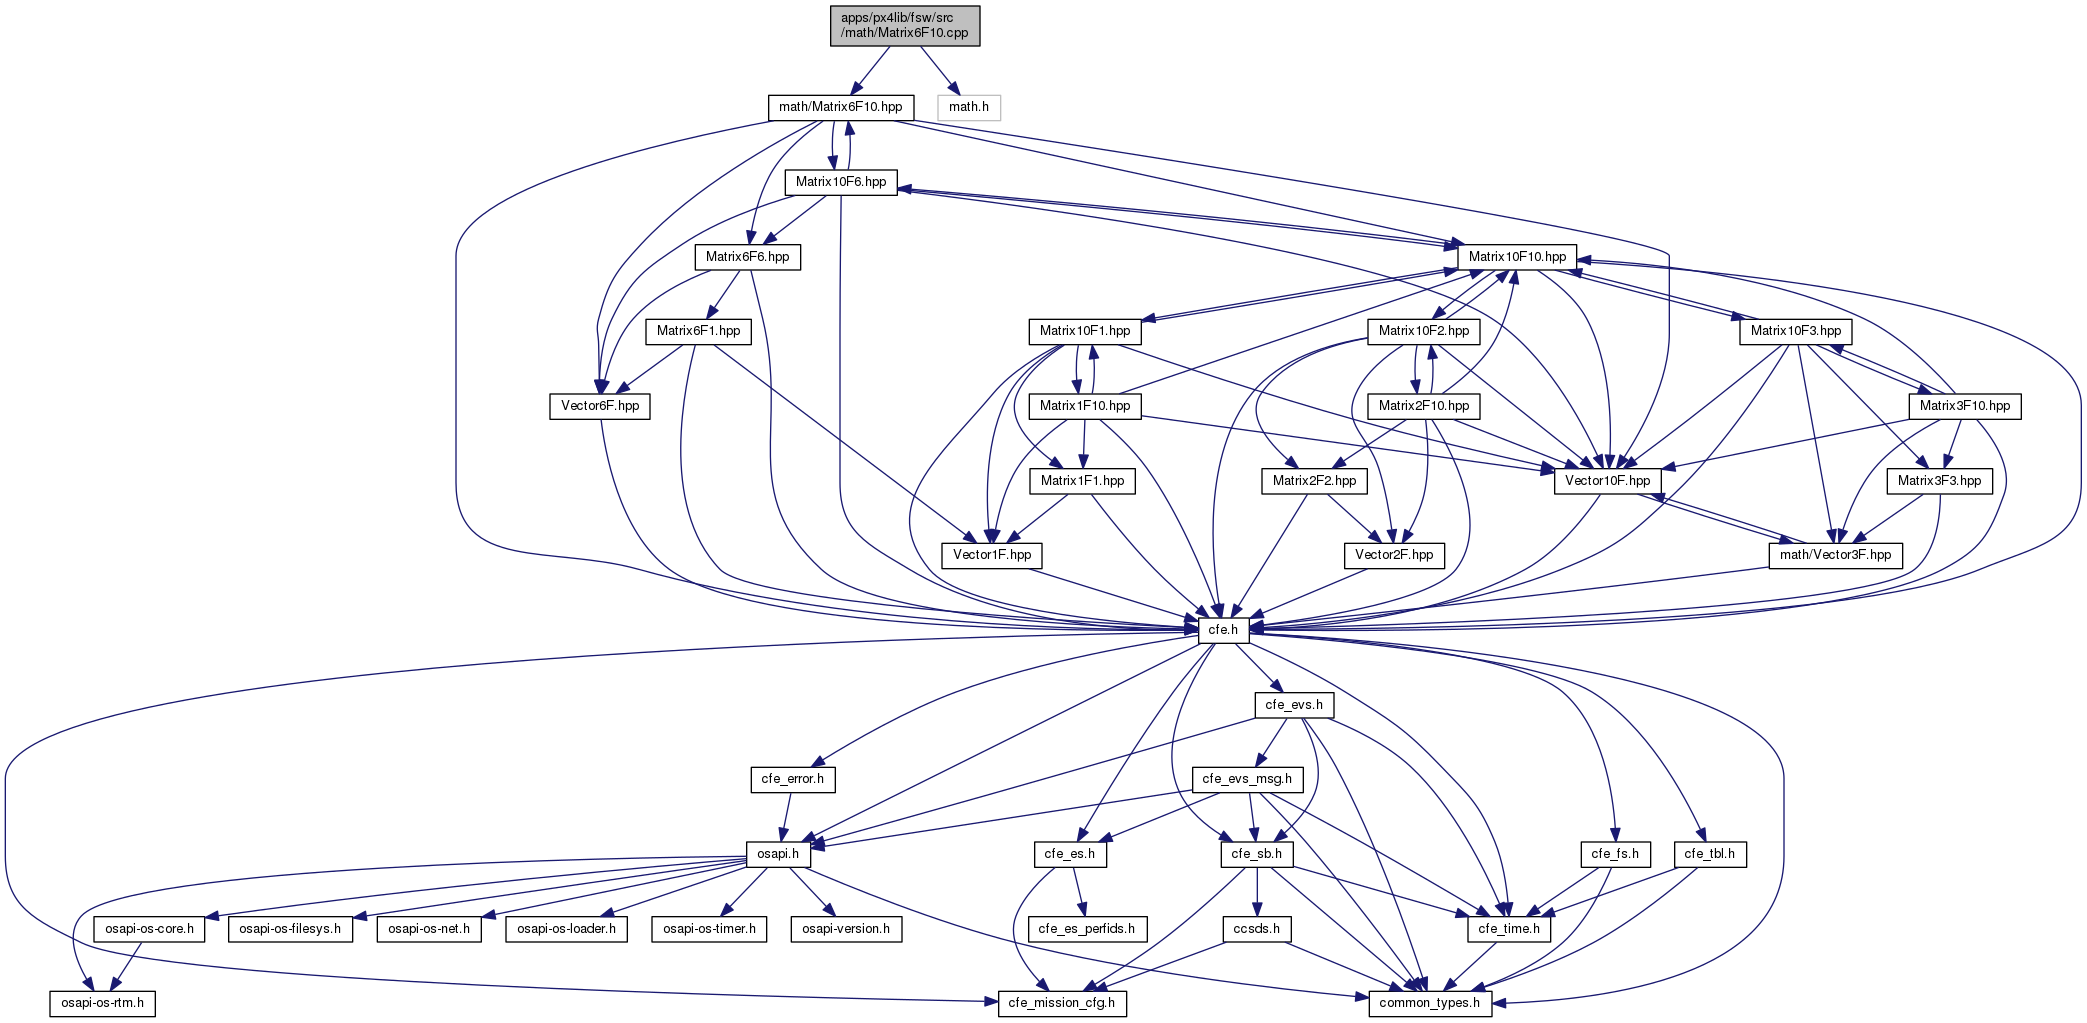 apps/px4lib/fsw/src
/math/Matrix6F10.cpp
math/Matrix6F10.hpp
math.h
Matrix10F6.hpp
Matrix6F6.hpp
Matrix10F10.hpp
Matrix6F1.hpp
Matrix10F1.hpp
Matrix10F2.hpp
Matrix10F3.hpp
Vector6F.hpp
Matrix1F10.hpp
Matrix2F10.hpp
Matrix3F10.hpp
Matrix1F1.hpp
Matrix2F2.hpp
Vector10F.hpp
Matrix3F3.hpp
Vector1F.hpp
Vector2F.hpp
math/Vector3F.hpp
cfe.h
cfe_evs.h
cfe_error.h
cfe_evs_msg.h
osapi.h
cfe_es.h
cfe_sb.h
cfe_fs.h
cfe_tbl.h
osapi-os-core.h
osapi-os-filesys.h
osapi-os-net.h
osapi-os-loader.h
osapi-os-timer.h
osapi-version.h
cfe_es_perfids.h
ccsds.h
cfe_time.h
osapi-os-rtm.h
cfe_mission_cfg.h
common_types.h